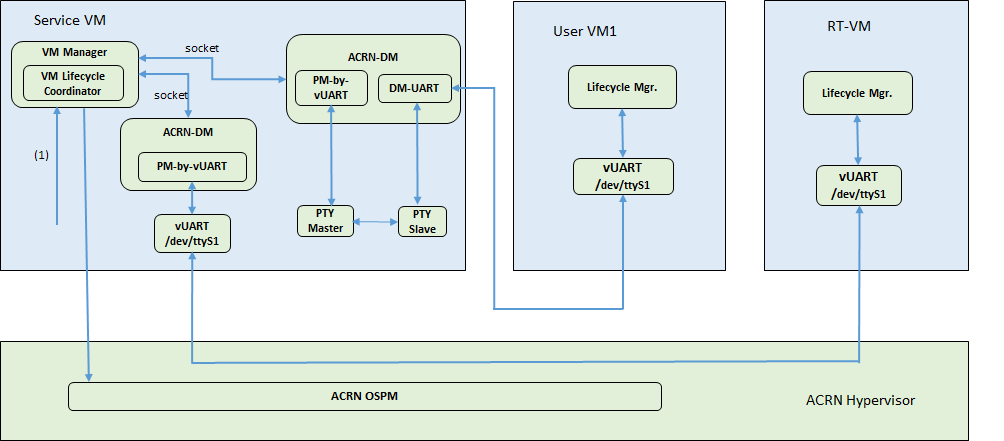 Service VM
VM Manager
VM Lifecycle
Coordinator
socket
socket
(1)
ACRN-DM
PM-by-
vUART
DM-UART
ACRN-DM
PM-by-vUART
vUART
/dev/ttyS1
PTY
Master
PTY
Slave
User VM1
Lifecycle Mgr.
vUART
/dev/ttyS1
RT-VM
Lifecycle Mgr.
vUART
/dev/ttyS1
ACRN OSPM
ACRN Hypervisor